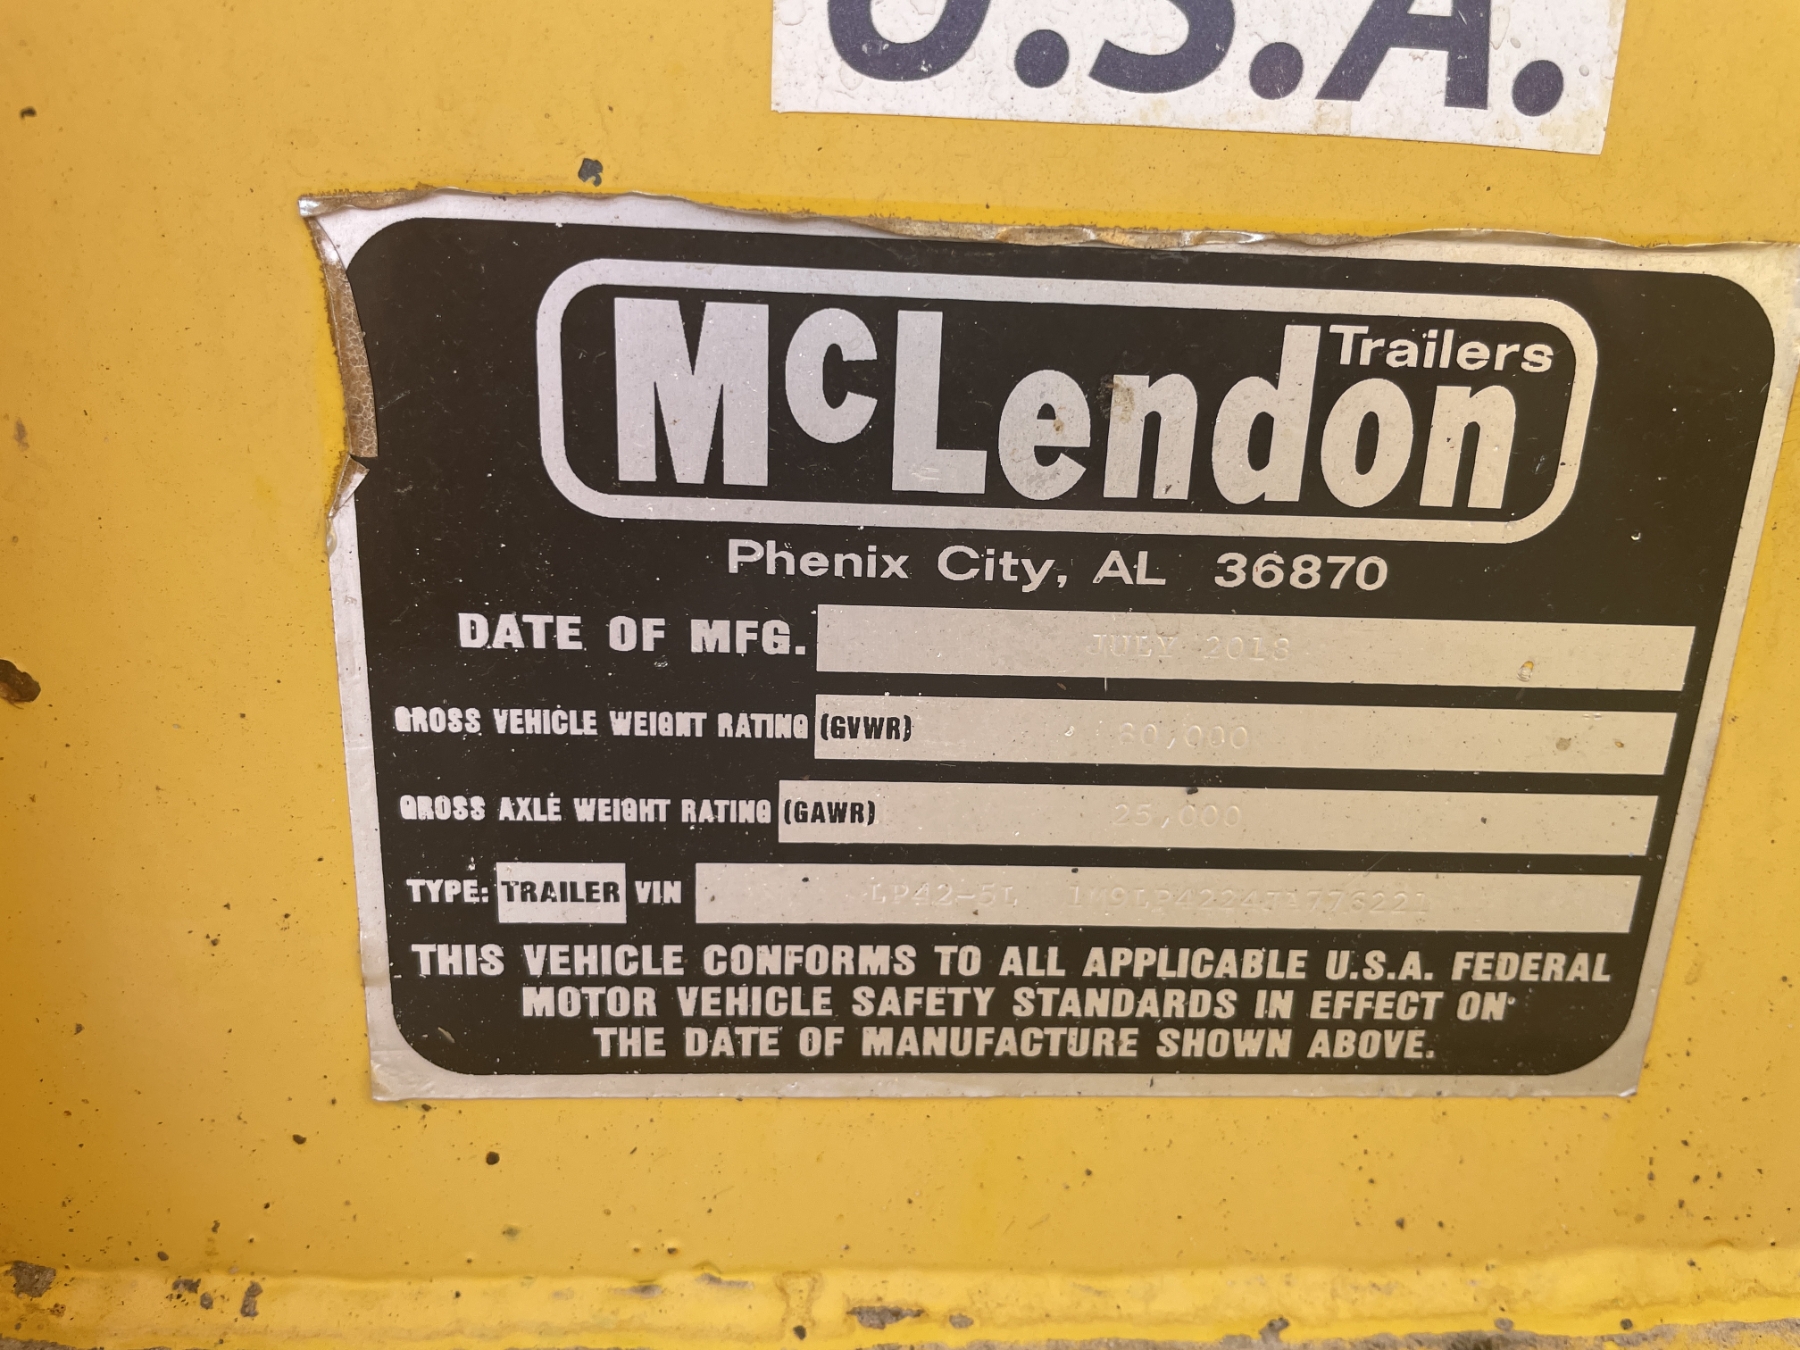 U.S.A.
McLendon Trailers
Phenix City, AL 36870
DATE OF MFG. JULY 2018
GROSS VEHICLE WEIGHT RATING (GVWR) 80,000
GROSS AXLE WEIGHT RATING (GAWR) 25,000
TYPE: TRAILER VIN LP42-5L
THIS VEHICLE CONFORMS TO ALL APPLICABLE U.S.A. FEDERAL
MOTOR VEHICLE SAFETY STANDARDS IN EFFECT ON
THE DATE OF MANUFACTURE SHOWN ABOVE.